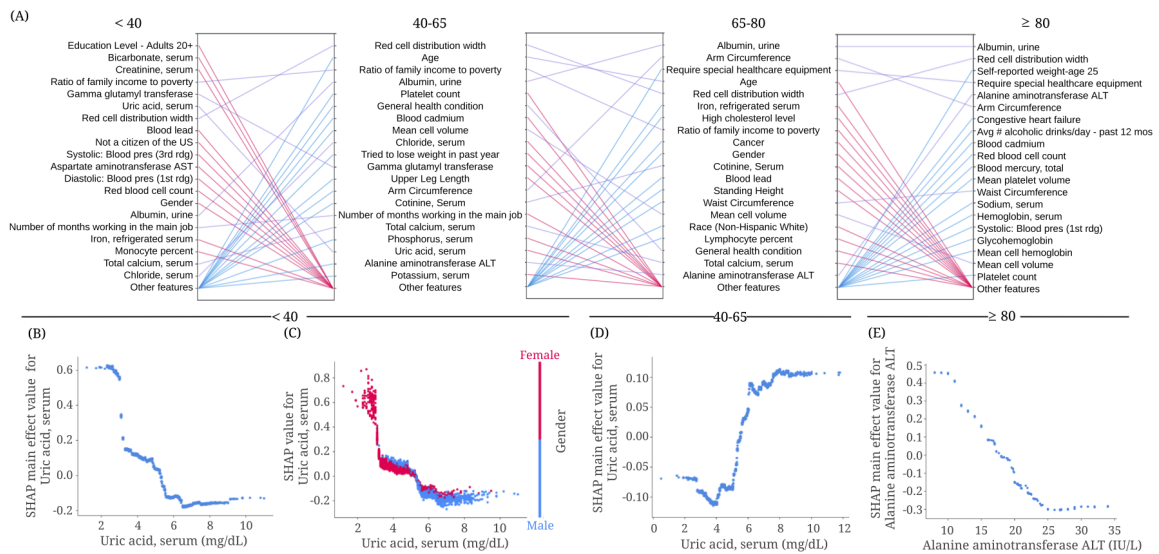 (A)
< 40
40-65
65-80
≥ 80
Education Level - Adults 20+
Bicarbonate, serum
Creatinine, serum
Ratio of family income to poverty
Gamma glutamyl transferase
Uric acid, serum
Red cell distribution width
Blood lead
Not a citizen of the US
Systolic: Blood pres (3rd rdg)
Aspartate aminotransferase AST
Diastolic: Blood pres (1st rdg)
Red blood cell count
Gender
Albumin, urine
Number of months working in the main job
Iron, refrigerated serum
Monocyte percent
Total calcium, serum
Chloride, serum
Other features
Red cell distribution width
Age
Ratio of family income to poverty
Albumin, urine
Platelet count
General health condition
Blood cadmium
Mean cell volume
Chloride, serum
Tried to lose weight in past year
Gamma glutamyl transferase
Upper Leg Length
Arm Circumference
Cotinine, Serum
Number of months working in the main job
Total calcium, serum
Phosphorus, serum
Uric acid, serum
Alanine aminotransferase ALT
Potassium, serum
Other features
Albumin, urine
Arm Circumference
Require special healthcare equipment
Age
Red cell distribution width
Iron, refrigerated serum
High cholesterol level
Ratio of family income to poverty
Cancer
Gender
Cotinine, Serum
Blood lead
Standing Height
Waist Circumference
Mean cell volume
Race (Non-Hispanic White)
Lymphocyte percent
General health condition
Total calcium, serum
Alanine aminotransferase ALT
Other features
Albumin, urine
Red cell distribution width
Self-reported weight-age 25
Require special healthcare equipment
Alanine aminotransferase ALT
Arm Circumference
Congestive heart failure
Avg # alcoholic drinks/day - past 12 mos
Blood cadmium
Red blood cell count
Blood mercury, total
Mean platelet volume
Waist Circumference
Sodium, serum
Hemoglobin, serum
Systolic: Blood pres (1st rdg)
Glycohemoglobin
Mean cell hemoglobin
Mean cell volume
Platelet count
Other features
< 40
40-65
≥ 80
(B)
SHAP main effect value for
Uric acid, serum
0.6
0.4
0.2
0.0
-0.2
2
4
6
8
10
Uric acid, serum (mg/dL)
(C)
SHAP value for
Uric acid, serum
0.8
0.6
0.4
0.2
0.0
-0.2
2
4
6
8
10
Uric acid, serum (mg/dL)
Female
Gender
Male
(D)
SHAP main effect value for
Uric acid, serum
0.10
0.05
0.00
-0.05
-0.10
0
2
4
6
8
10
12
Uric acid, serum (mg/dL)
(E)
SHAP main effect value for
Alanine aminotransferase ALT
0.5
0.4
0.3
0.2
0.1
0.0
-0.1
-0.2
-0.3
10
15
20
25
30
35
Alanine aminotransferase ALT (IU/L)